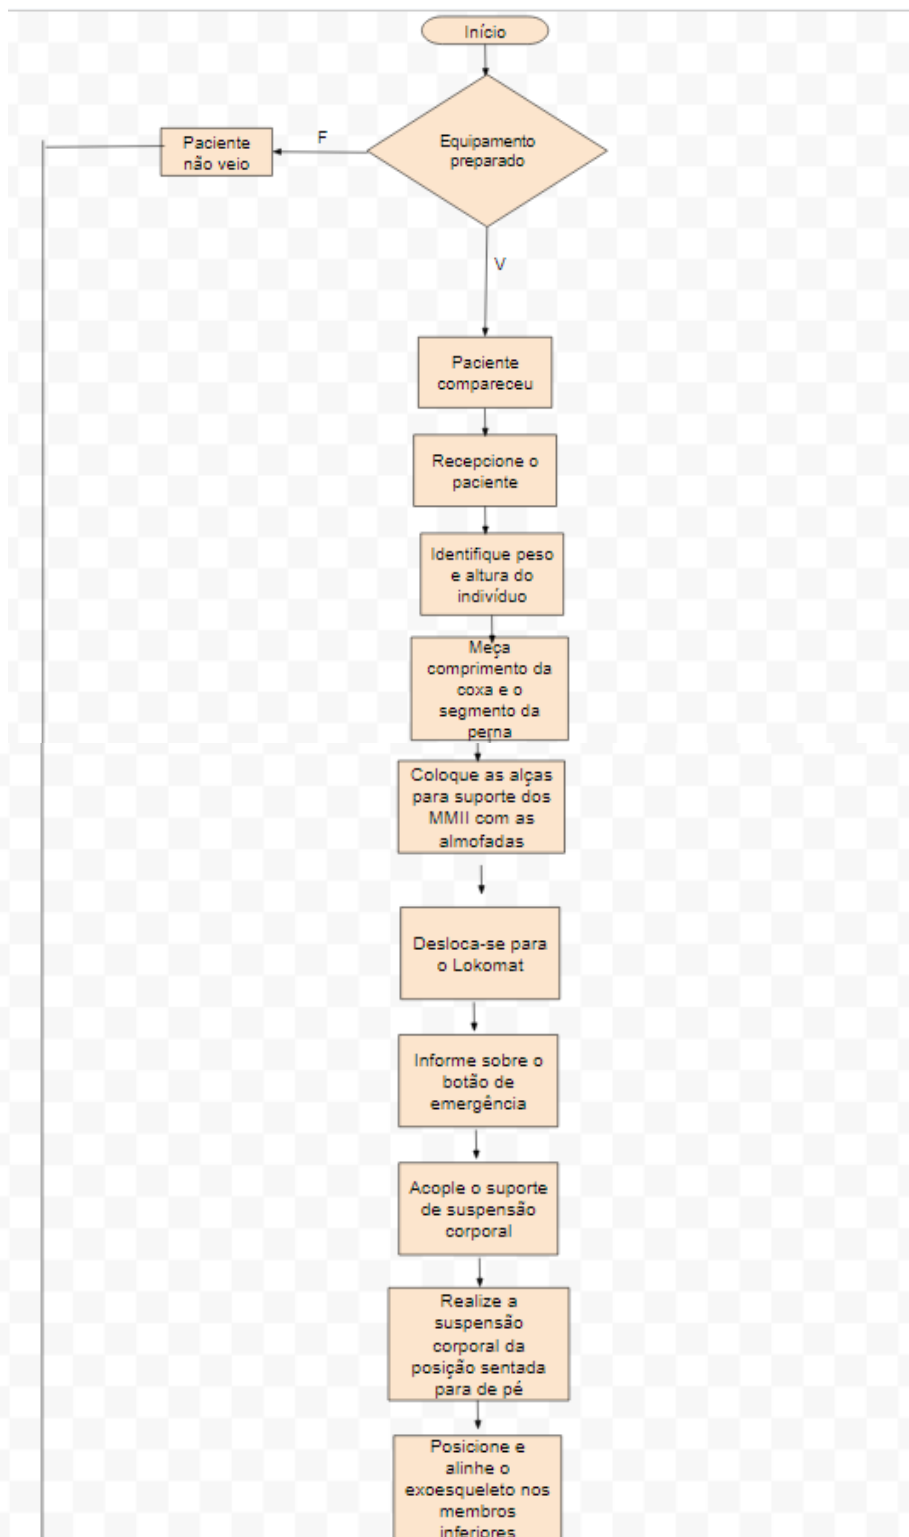 Início
Equipamento
preparado
F
Paciente
não veio
V
Paciente
compareceu
Recepcione o
paciente
Identifique peso
e altura do
indivíduo
Meça
comprimento da
coxa e o
segmento da
perna
Coloque as alças
para suporte dos
MMII com as
almofadas
Desloca-se para
o Lokomat
Informe sobre o
botão de
emergência
Acople o suporte
de suspensão
corporal
Realize a
suspensão
corporal da
posição sentada
para de pé
Posicione e
alinhe o
exoesqueleto nos
membros
inferiores